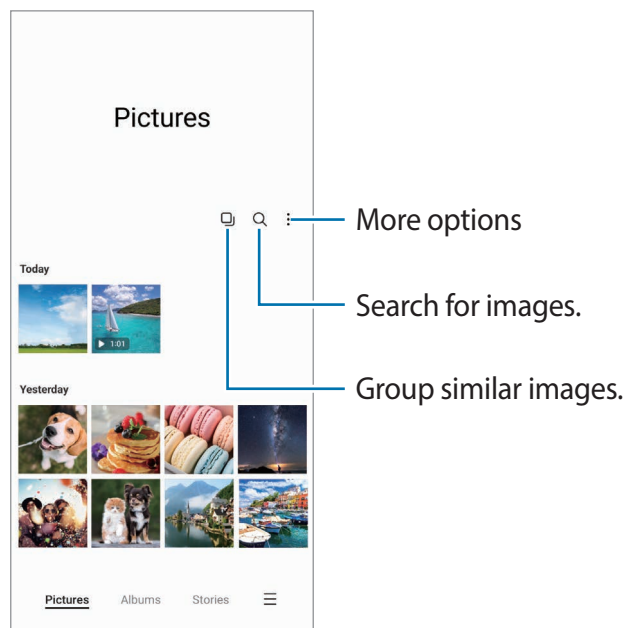 Pictures
More options
Today
Search for images.
1:01
Group similar images.
Yesterday
Pictures Albums Stories